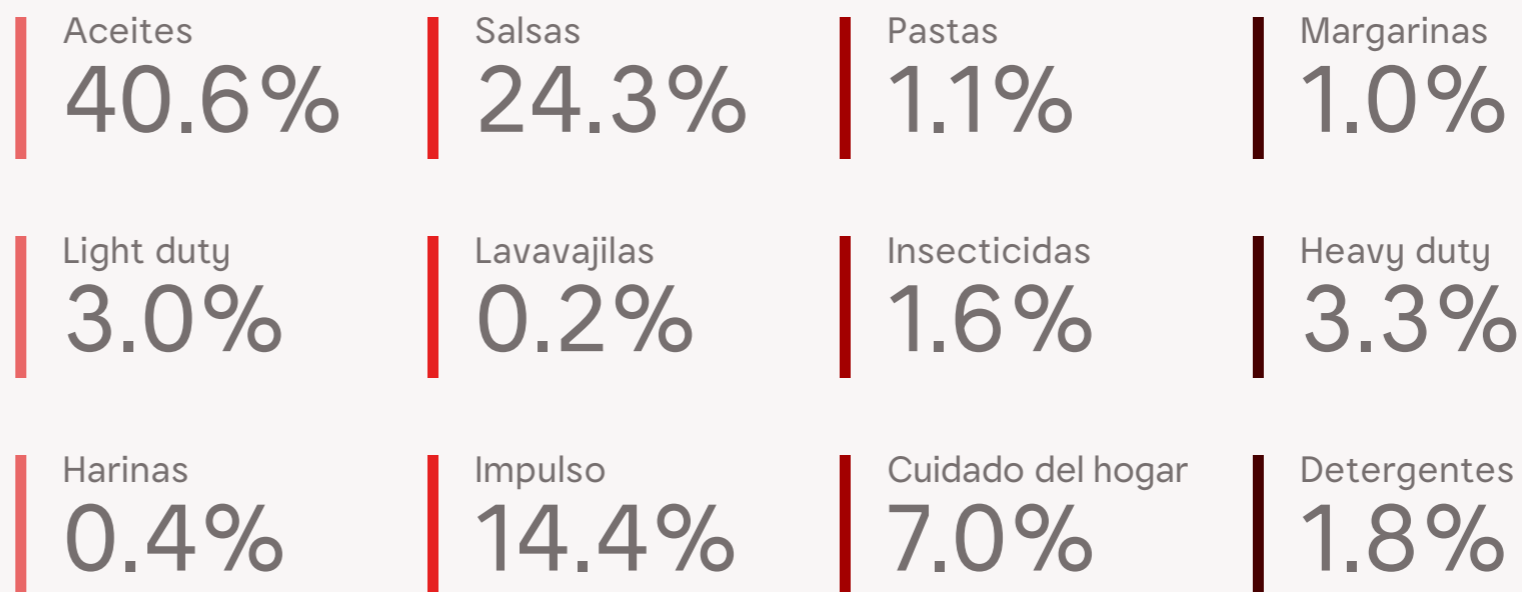 Aceites
40.6%
Salsas
24.3%
Pastas
1.1%
Margarinas
1.0%
Light duty
3.0%
Lavavajilas
0.2%
Insecticidas
1.6%
Heavy duty
3.3%
Harinas
0.4%
Impulso
14.4%
Cuidado del hogar
7.0%
Detergentes
1.8%